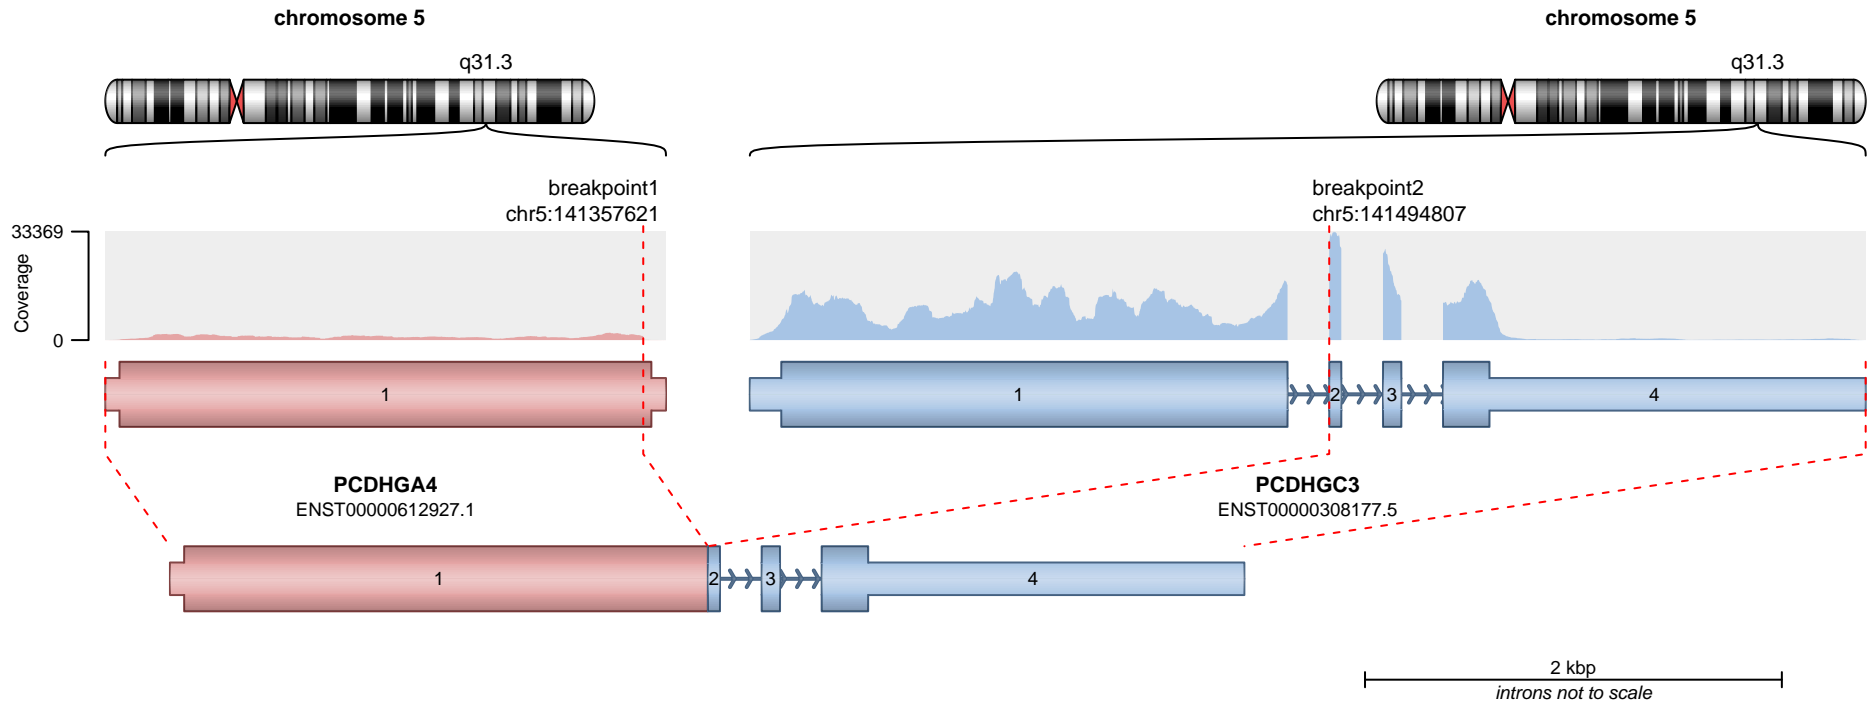 chromosome 5
chromosome 5
q31.3
q31.3
breakpoint1
chr5:141357621
breakpoint2
chr5:141494807
33369
0
Coverage
1
1
2
3
4
PCDHGA4
ENST00000612927.1
PCDHGC3
ENST00000308177.5
1
2
3
4
2 kbp
introns not to scale